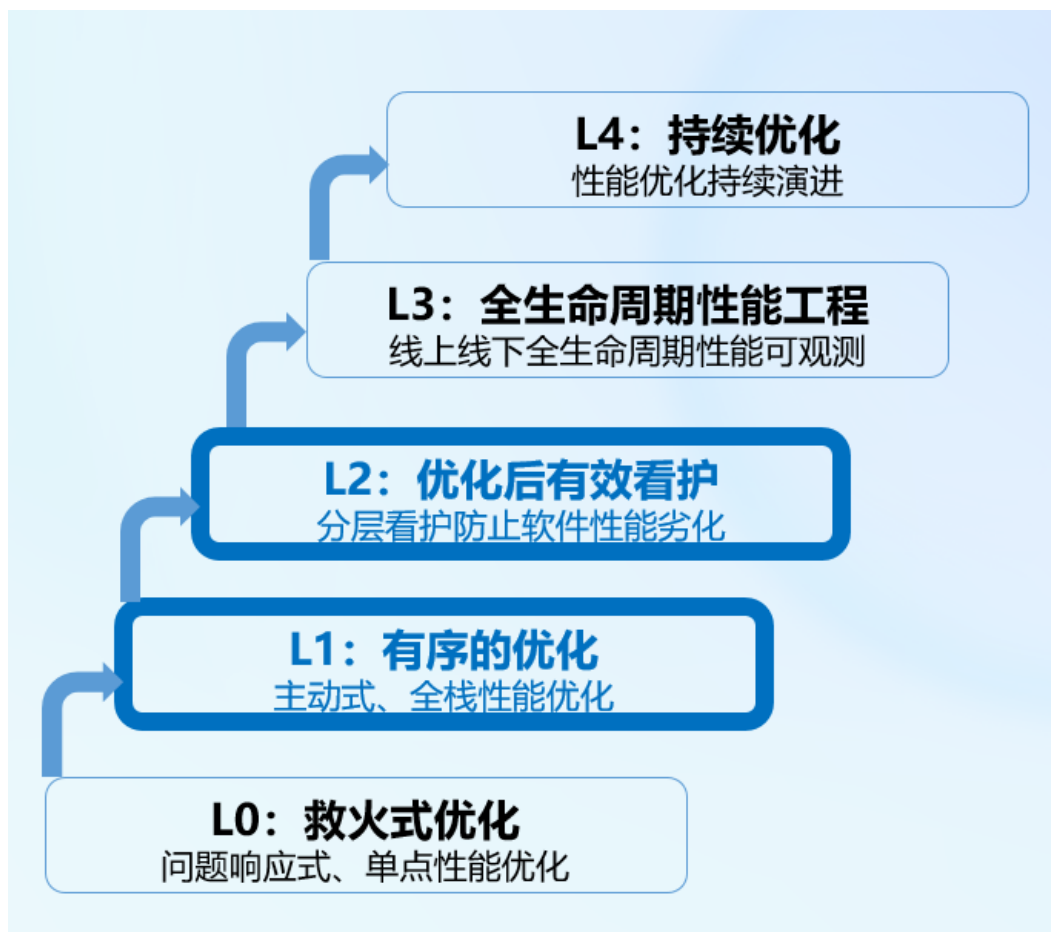 L4：持续优化
性能优化持续演进
L3：全生命周期性能工程
线上线下全生命周期性能可观测
L2：优化后有效看护
分层看护防止软件性能劣化
L1：有序的优化
主动式、全栈性能优化
L0：救火式优化
问题响应式、单点性能优化